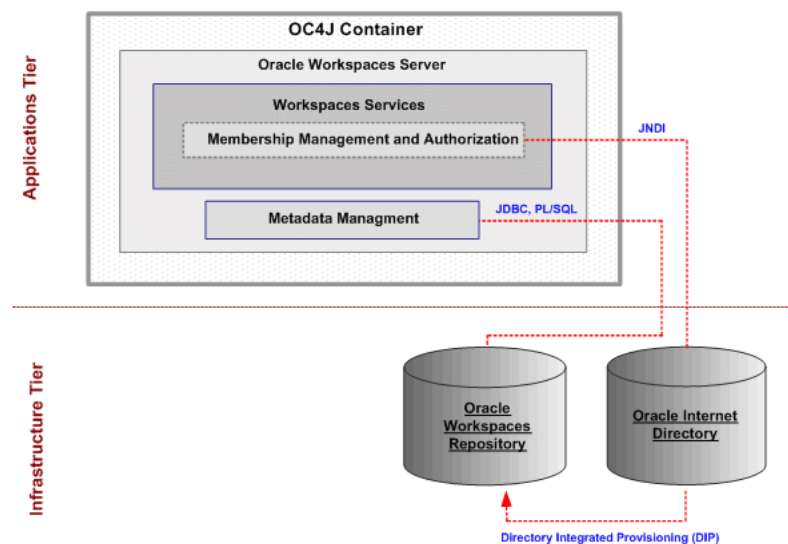 OC4J Container
Oracle Workspaces Server
Workspaces Services
Membership Management and Authorization
JNDI
Metadata Managment
JDBC, PL/SQL
Applications Tier
Infrastructure Tier
Oracle
Workspaces
Repository
Oracle Internet
Directory
Directory Integrated Provisioning (DIP)